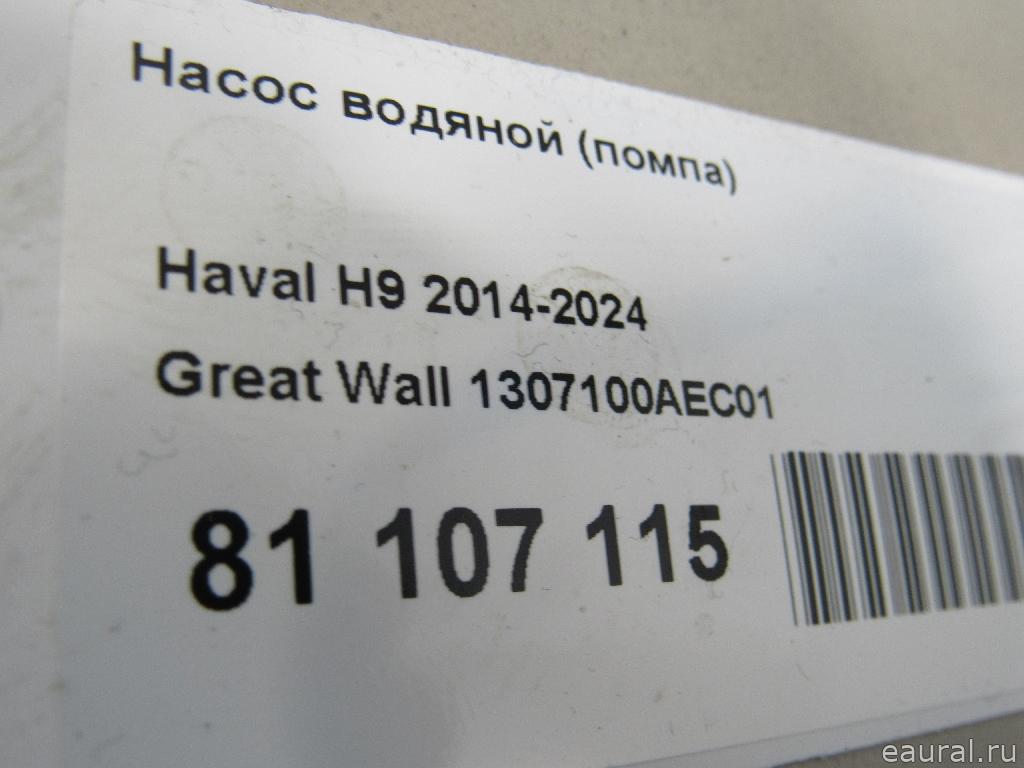 Насос водяной (помпа)
Haval H9 2014-2024
Great Wall 1307100AEC01
81 107 115
eaural.ru